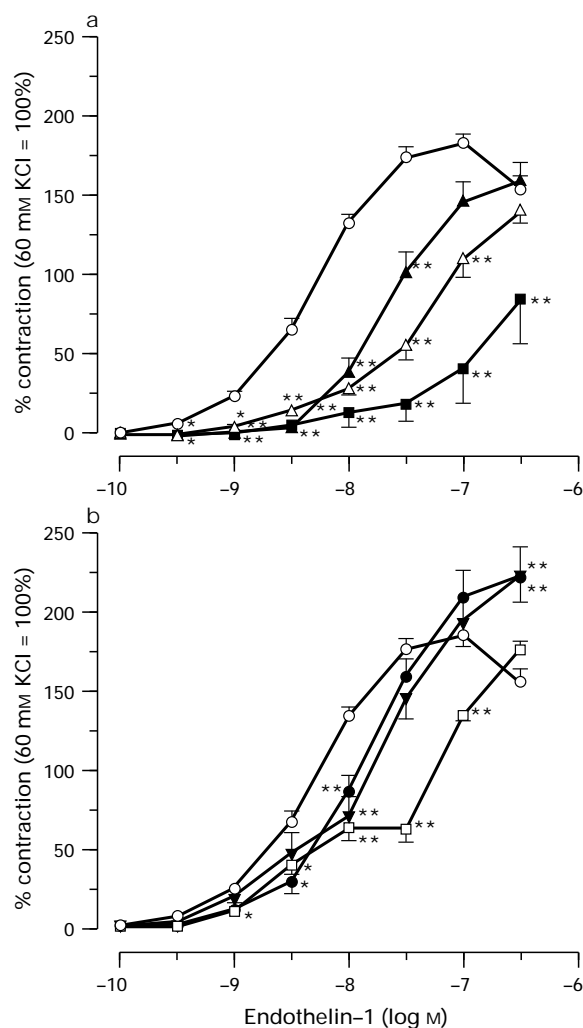 a
250
200
150
100
50
0
% contraction (60 mM KCl = 100%)
** ** ** ** ** ** * ** ** ** ** ** * ** ** ** * *
–10 –9 –8 –7 –6
b
250
200
150
100
50
0
% contraction (60 mM KCl = 100%)
** ** ** ** ** ** ** * * *
–10 –9 –8 –7 –6
Endothelin–1 (log M)